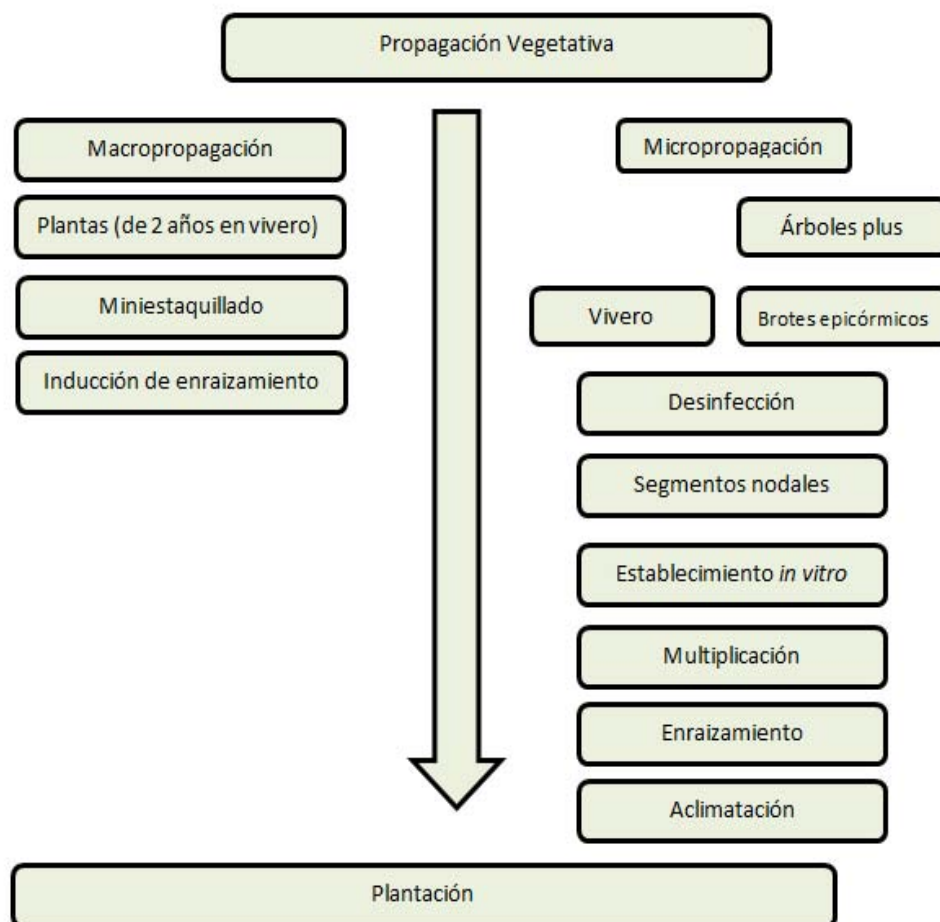 Propagación Vegetativa
Macropropagación
Plantas (de 2 años en vivero)
Miniestaquillado
Inducción de enraizamiento
Micropropagación
Árboles plus
Vivero
Brotes epicórmicos
Desinfección
Segmentos nodales
Establecimiento in vitro
Multiplicación
Enraizamiento
Aclimatación
Plantación